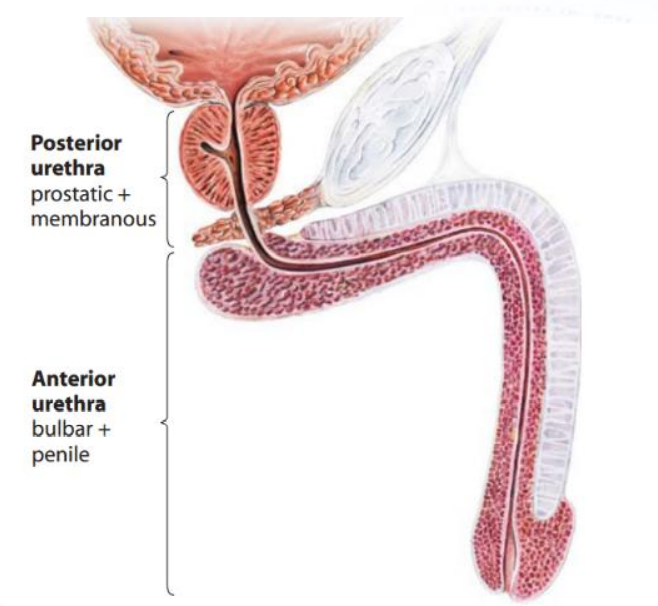 Posterior
urethra
prostatic +
membranous
Anterior
urethra
bulbar +
penile